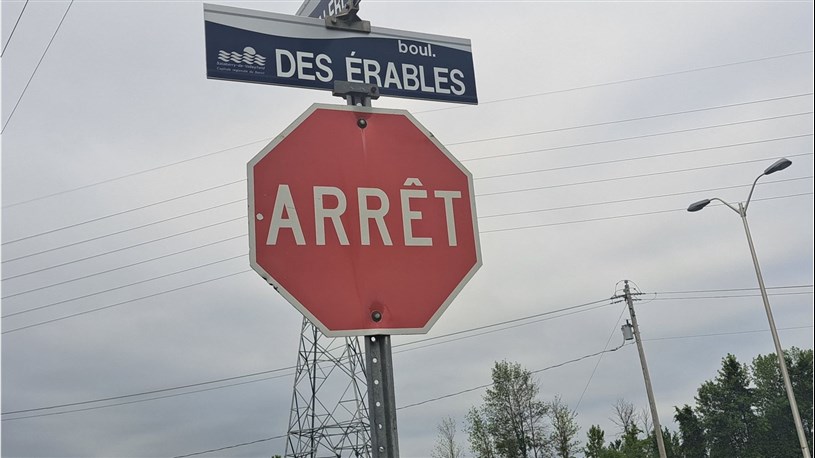 boul.
DES ÉRABLES
ARRÊT